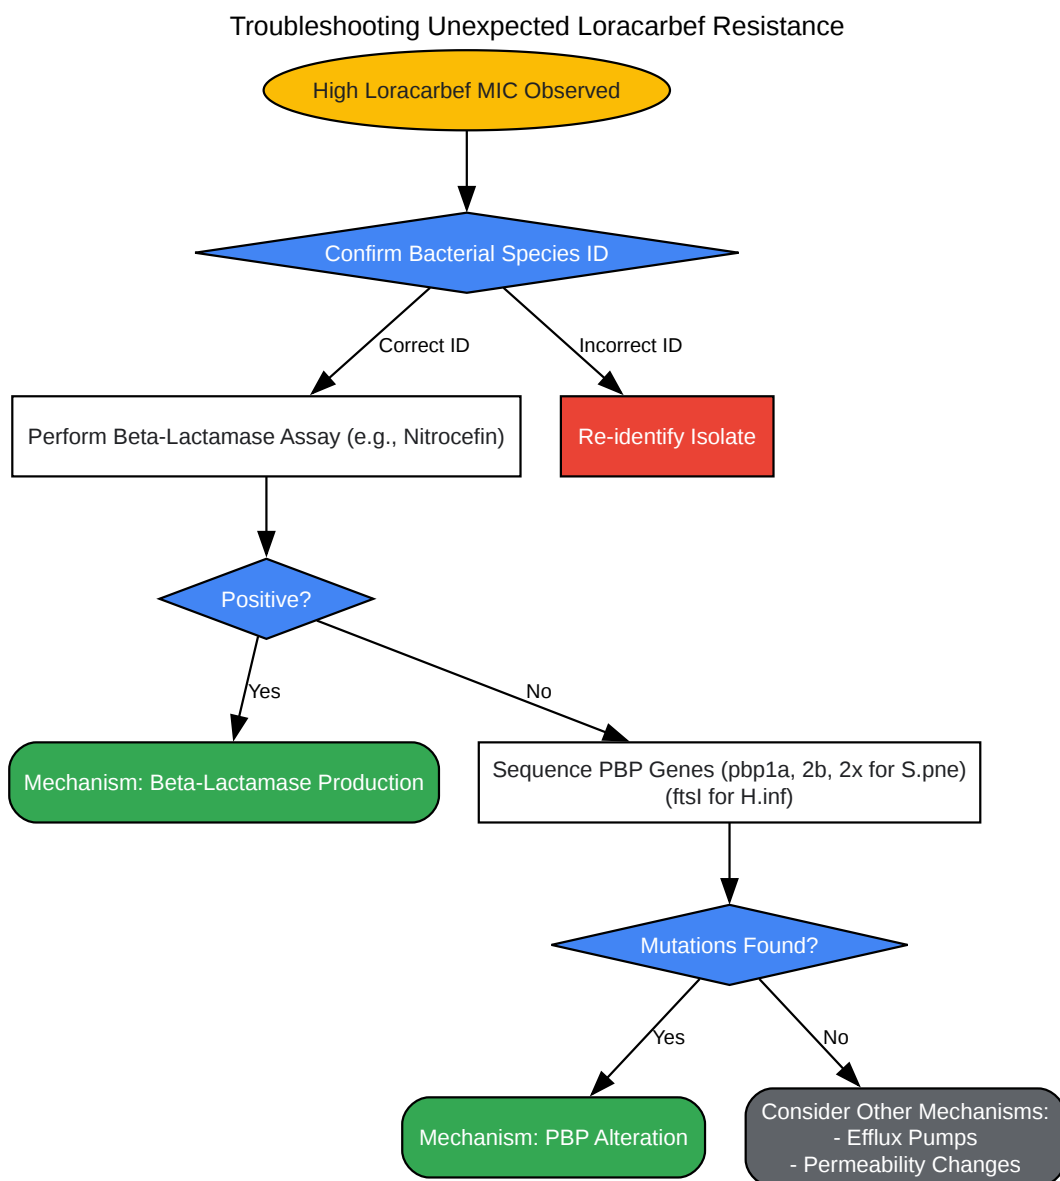 Troubleshooting Unexpected Loracarbef Resistance
High Loracarbef MIC Observed
Confirm Bacterial Species ID
Correct ID
Incorrect ID
Perform Beta-Lactamase Assay (e.g., Nitrocefin)
Re-identify Isolate
Positive?
Yes
No
Mechanism: Beta-Lactamase Production
Sequence PBP Genes (pbp1a, 2b, 2x for S.pne)
(ftsI for H.inf)
Mutations Found?
Yes
No
Mechanism: PBP Alteration
Consider Other Mechanisms:
- Efflux Pumps
- Permeability Changes